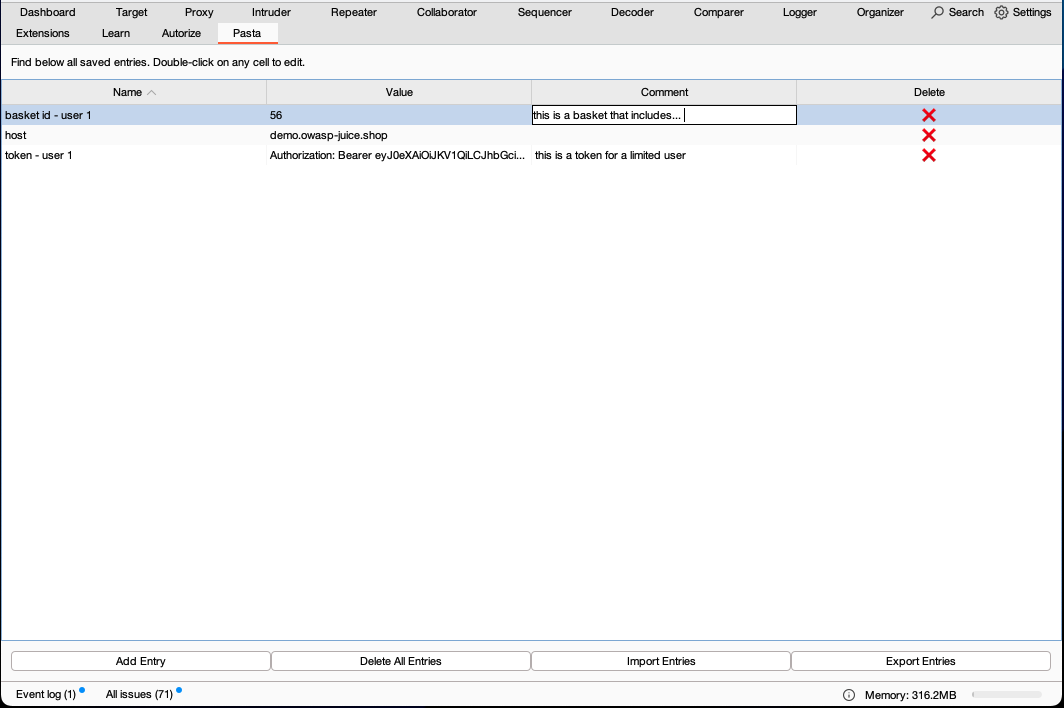 Dashboard Target Proxy Intruder Repeater Collaborator Sequencer Decoder Comparer Logger Organizer Search Settings
Extensions Learn Autorize Pasta
Find below all saved entries. Double-click on any cell to edit.
Name Value Comment Delete
basket id - user 1 56 this is a basket that includes...
host demo.owasp-juice.shop
token - user 1 Authorization: Bearer eyJ0eXAiOiJKV1QiLCJhbGci... this is a token for a limited user
Add Entry Delete All Entries Import Entries Export Entries
Event log (1) All issues (71) Memory: 316.2MB